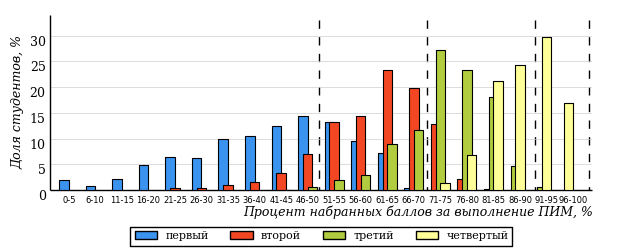 Доля студентов, %
30
25
20
15
10
5
0
0-5 6-10 11-15 16-20 21-25 26-30 31-35 36-40 41-45 46-50 51-55 56-60 61-65 66-70 71-75 76-80 81-85 86-90 91-95 96-100
Процент набранных баллов за выполнение ПИМ, %
первый второй третий четвертый